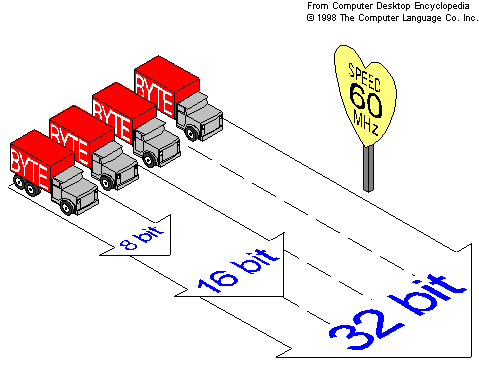 From Computer Desktop Encyclopedia
© 1998 The Computer Language Co. Inc.
SPEED
60
MHz
BYTE
BYTE
BYTE
BYTE
8 bit
16 bit
32 bit